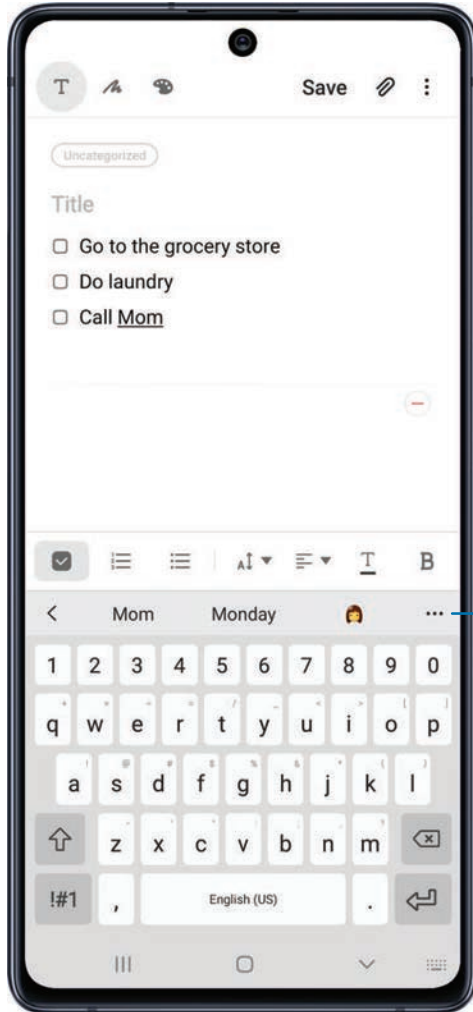 T Save
Uncategorized
Title
Go to the grocery store
Do laundry
Call Mom
T B
Mom Monday
1 2 3 4 5 6 7 8 9 0
q w e r t y u i o p
a s d f g h j k l
z x c v b n m
!#1 , English (US) .